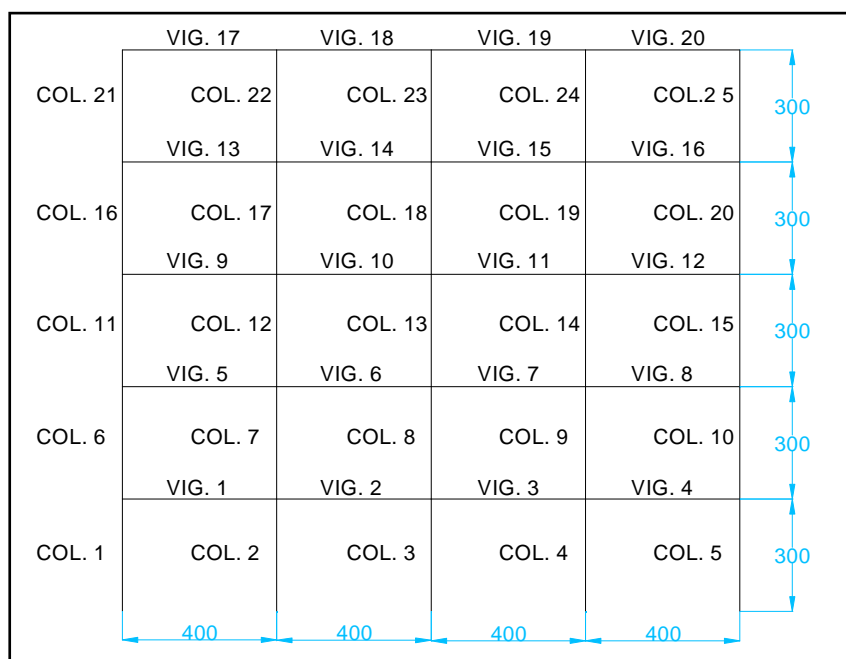 VIG. 17 VIG. 18 VIG. 19 VIG. 20
COL. 21 COL. 22 COL. 23 COL. 24 COL.2 5 300
VIG. 13 VIG. 14 VIG. 15 VIG. 16
COL. 16 COL. 17 COL. 18 COL. 19 COL. 20 300
VIG. 9 VIG. 10 VIG. 11 VIG. 12
COL. 11 COL. 12 COL. 13 COL. 14 COL. 15 300
VIG. 5 VIG. 6 VIG. 7 VIG. 8
COL. 6 COL. 7 COL. 8 COL. 9 COL. 10 300
VIG. 1 VIG. 2 VIG. 3 VIG. 4
COL. 1 COL. 2 COL. 3 COL. 4 COL. 5 300
400 400 400 400